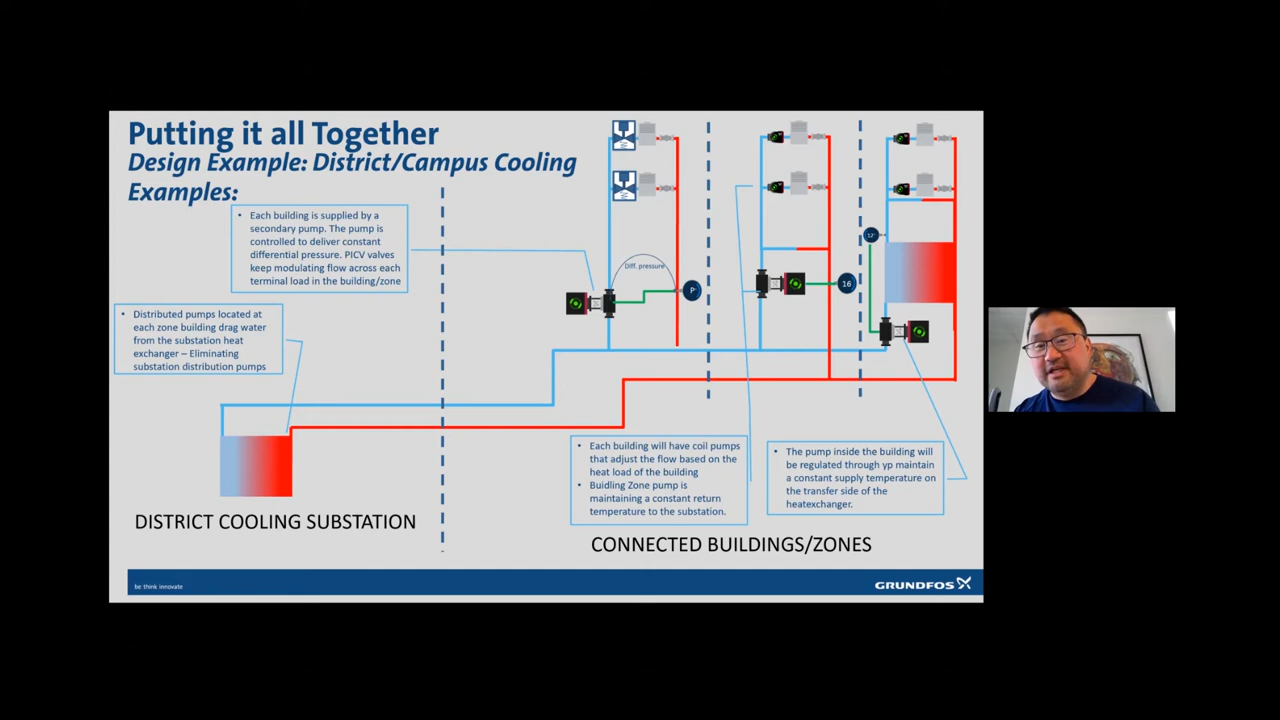 Putting it all Together
Design Example: District/Campus Cooling
Examples:
• Each building is supplied by a
secondary pump. The pump is
controlled to deliver constant
differential pressure. PICV valves
keep modulating flow across each
terminal load in the building/zone
• Distributed pumps located at
each zone building drag water
from the substation heat
exchanger – Eliminating
substation distribution pumps
Diff. pressure
P
16
12°
• Each building will have coil pumps
that adjust the flow based on the
heat load of the building
• Buidling Zone pump is
maintaining a constant return
temperature to the substation.
• The pump inside the building will
be regulated through yp maintain
a constant supply temperature on
the transfer side of the
heatexchanger.
DISTRICT COOLING SUBSTATION
CONNECTED BUILDINGS/ZONES
be think innovate
GRUNDFOS